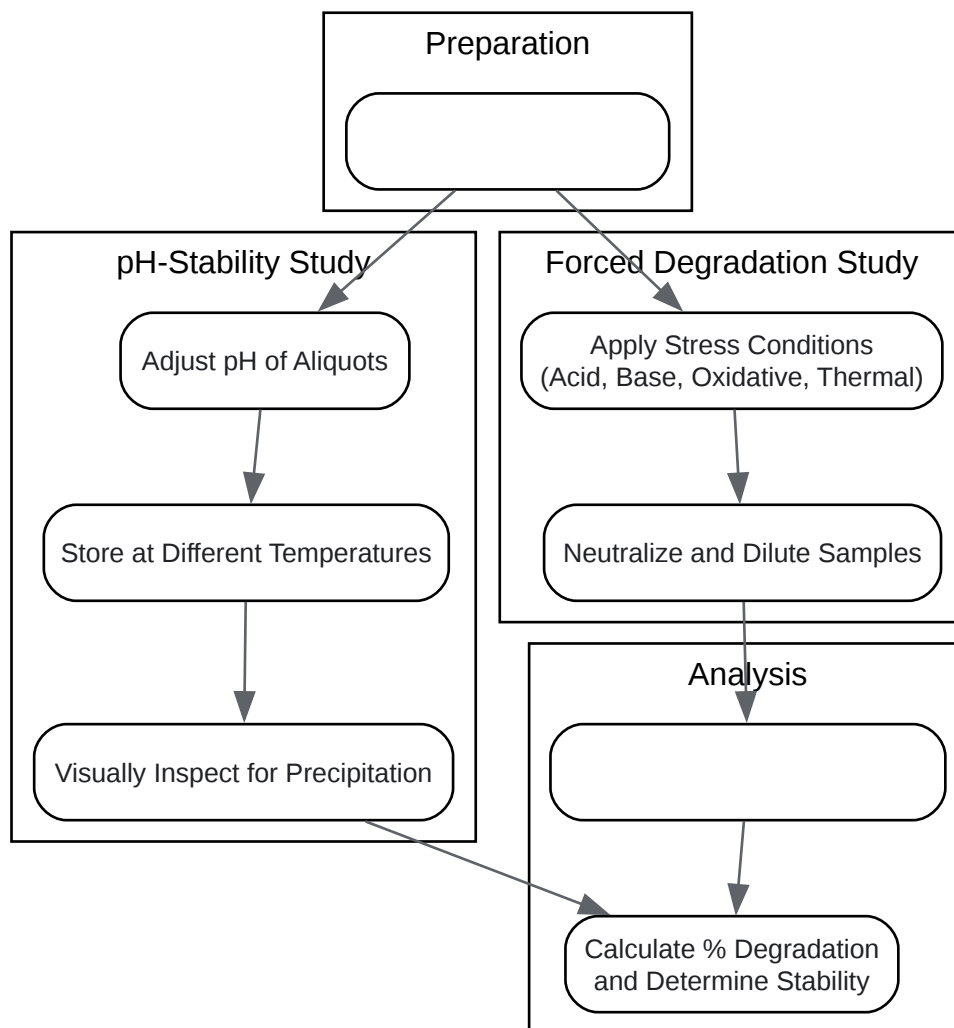 Preparation
pH-Stability Study
Adjust pH of Aliquots
Store at Different Temperatures
Visually Inspect for Precipitation
Forced Degradation Study
Apply Stress Conditions
(Acid, Base, Oxidative, Thermal)
Neutralize and Dilute Samples
Analysis
Calculate % Degradation
and Determine Stability